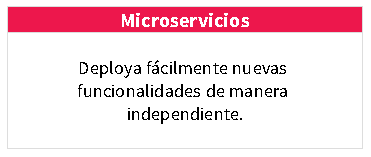 Microservicios
Deploya fácilmente nuevas
funcionalidades de manera
independiente.